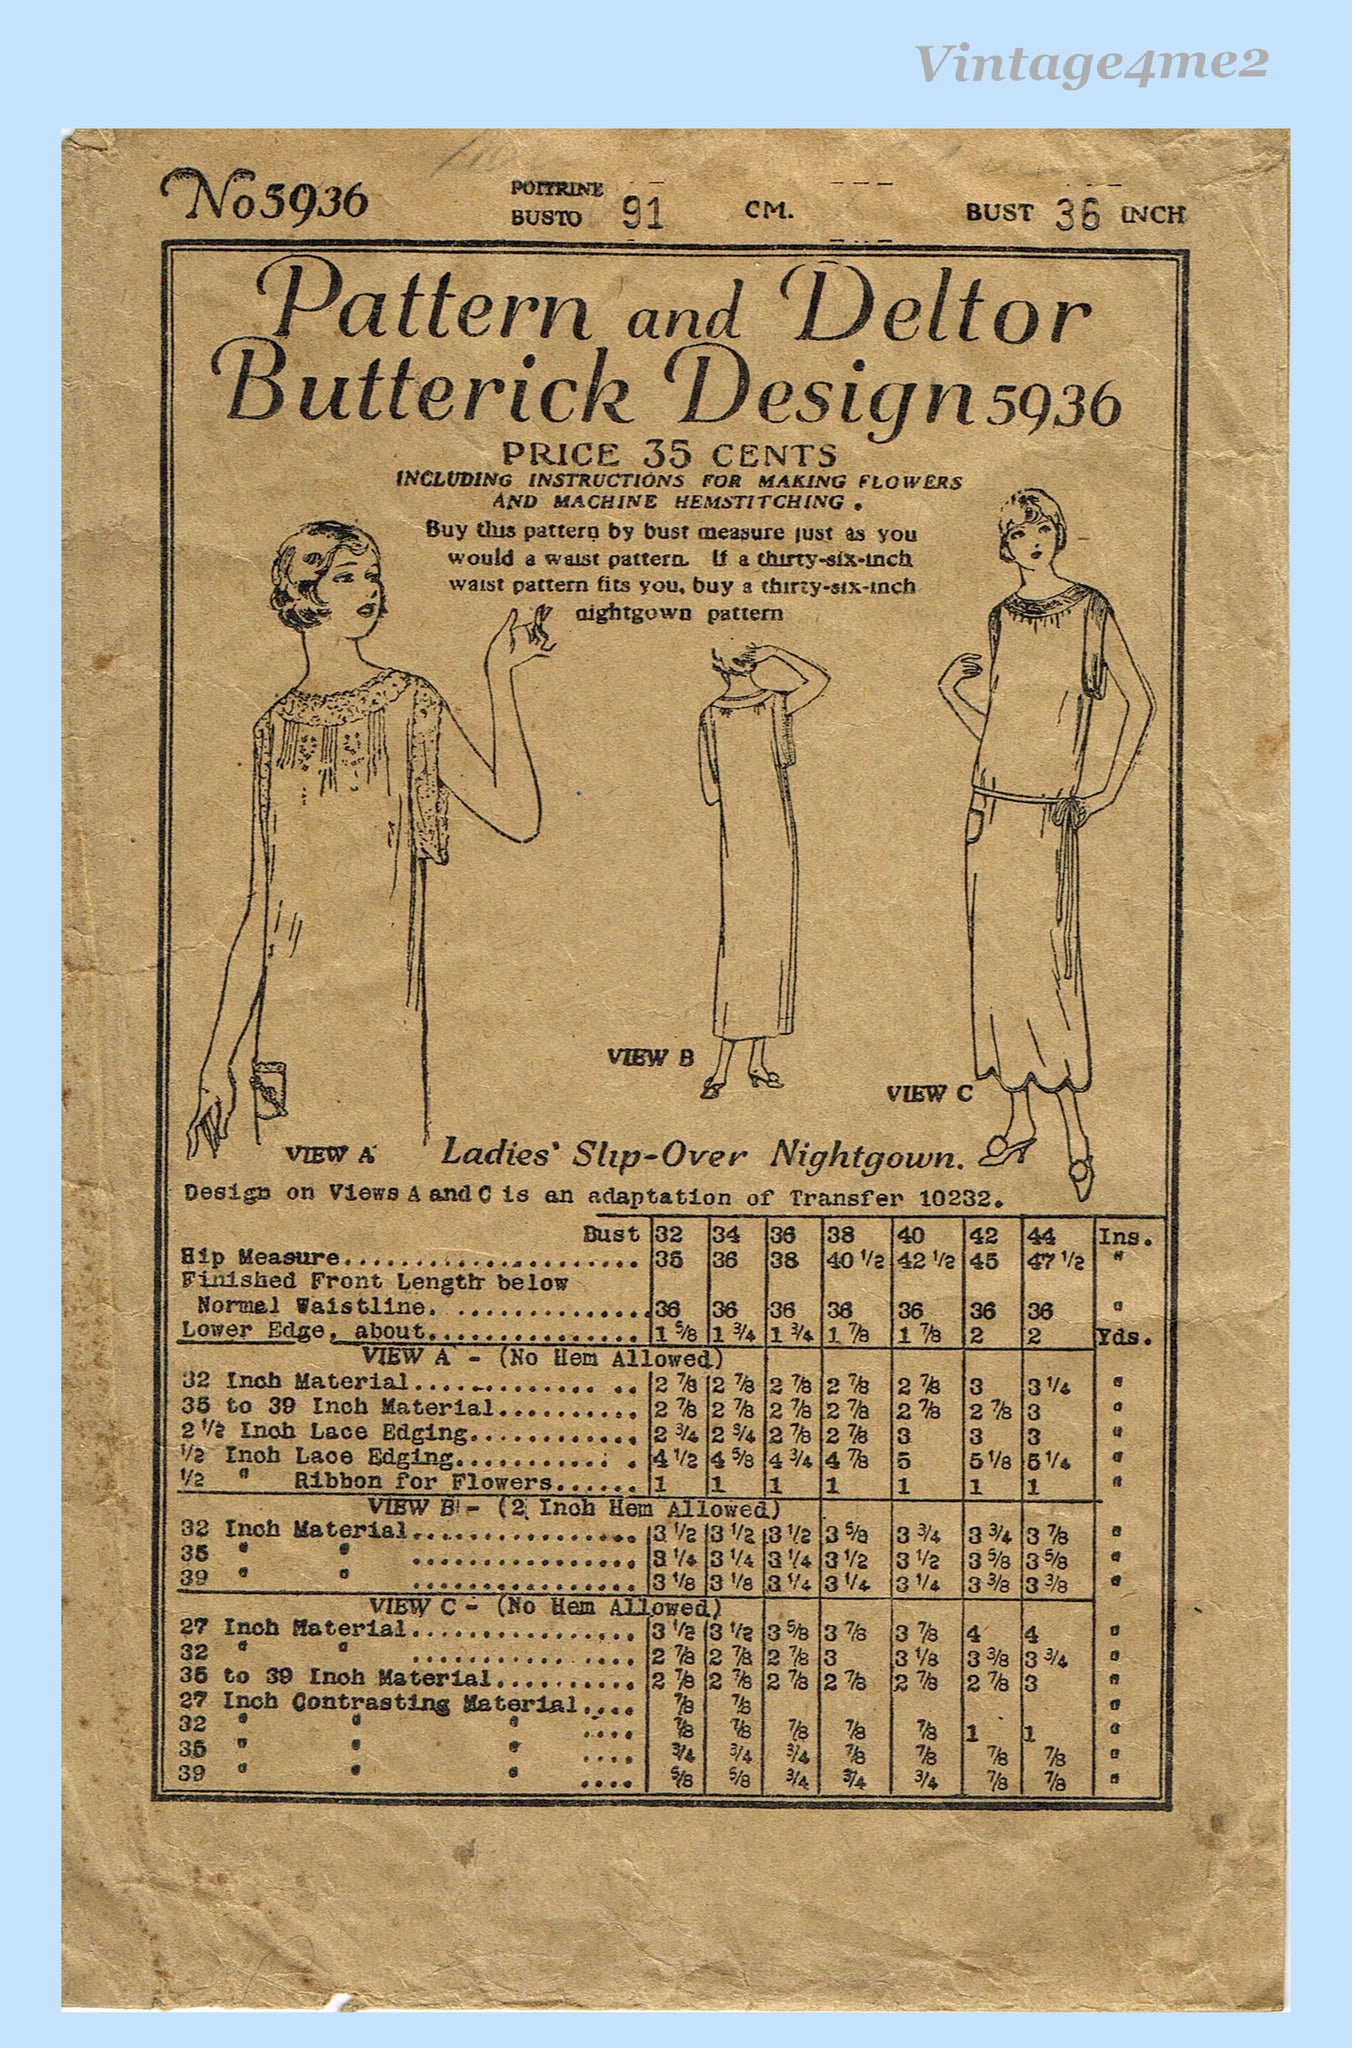 Vintage4me2
No 5936 POITRINE BUSTO 91 CM. BUST 36 INCH
Pattern and Deltor
Butterick Design 5936
PRICE 35 CENTS
INCLUDING INSTRUCTIONS FOR MAKING FLOWERS
AND MACHINE HEMSTITCHING.
Buy this pattern by bust measure just as you
would a waist pattern. If a thirty-six-inch
waist pattern fits you, buy a thirty-six-inch
nightgown pattern
VIEW B
VIEW C
VIEW A Ladies' Slip-Over Nightgown.
Design on Views A and C is an adaptation of Transfer 10232.
Bust 32 34 36 38 40 42 44 Ins.
Hip Measure...................... 35 36 38 40 1/2 42 1/2 45 47 1/2 "
Finished Front Length below
Normal Waistline. .............. 36 36 36 36 36 36 36 "
Lower Edge, about................ 1 5/8 1 3/4 1 3/4 1 7/8 1 7/8 2 2 Yds.
VIEW A - (No Hem Allowed)
32 Inch Material................ 2 7/8 2 7/8 2 7/8 2 7/8 2 7/8 3 3 1/4 "
35 to 39 Inch Material.......... 2 7/8 2 7/8 2 7/8 2 7/8 2 7/8 2 7/8 3 "
2 1/2 Inch Lace Edging............ 2 3/4 2 3/4 2 7/8 2 7/8 3 3 3 "
1/2 Inch Lace Edging............ 4 1/2 4 5/8 4 3/4 4 7/8 5 5 1/8 5 1/4 "
1/2 " Ribbon for Flowers...... 1 1 1 1 1 1 1 "
VIEW B - (2 Inch Hem Allowed)
32 Inch Material................ 3 1/2 3 1/2 3 1/2 3 5/8 3 3/4 3 3/4 3 7/8 "
35 " " ................ 3 1/4 3 1/4 3 1/4 3 1/2 3 1/2 3 5/8 3 5/8 "
39 " " ................ 3 1/8 3 1/8 3 1/4 3 1/4 3 1/4 3 3/8 3 3/8 "
VIEW C - (No Hem Allowed)
27 Inch Material................ 3 1/2 3 1/2 3 5/8 3 7/8 3 7/8 4 4 "
32 " " ................ 2 7/8 2 7/8 2 7/8 3 3 1/8 3 3/8 3 3/4 "
35 to 39 Inch Material.......... 2 7/8 2 7/8 2 7/8 2 7/8 2 7/8 2 7/8 3 "
27 Inch Contrasting Material.... 7/8 7/8 "
32 " " " .... 7/8 7/8 7/8 7/8 7/8 1 1 "
35 " " " .... 3/4 3/4 3/4 7/8 7/8 7/8 7/8 "
39 " " " .... 5/8 5/8 3/4 3/4 3/4 7/8 7/8 "